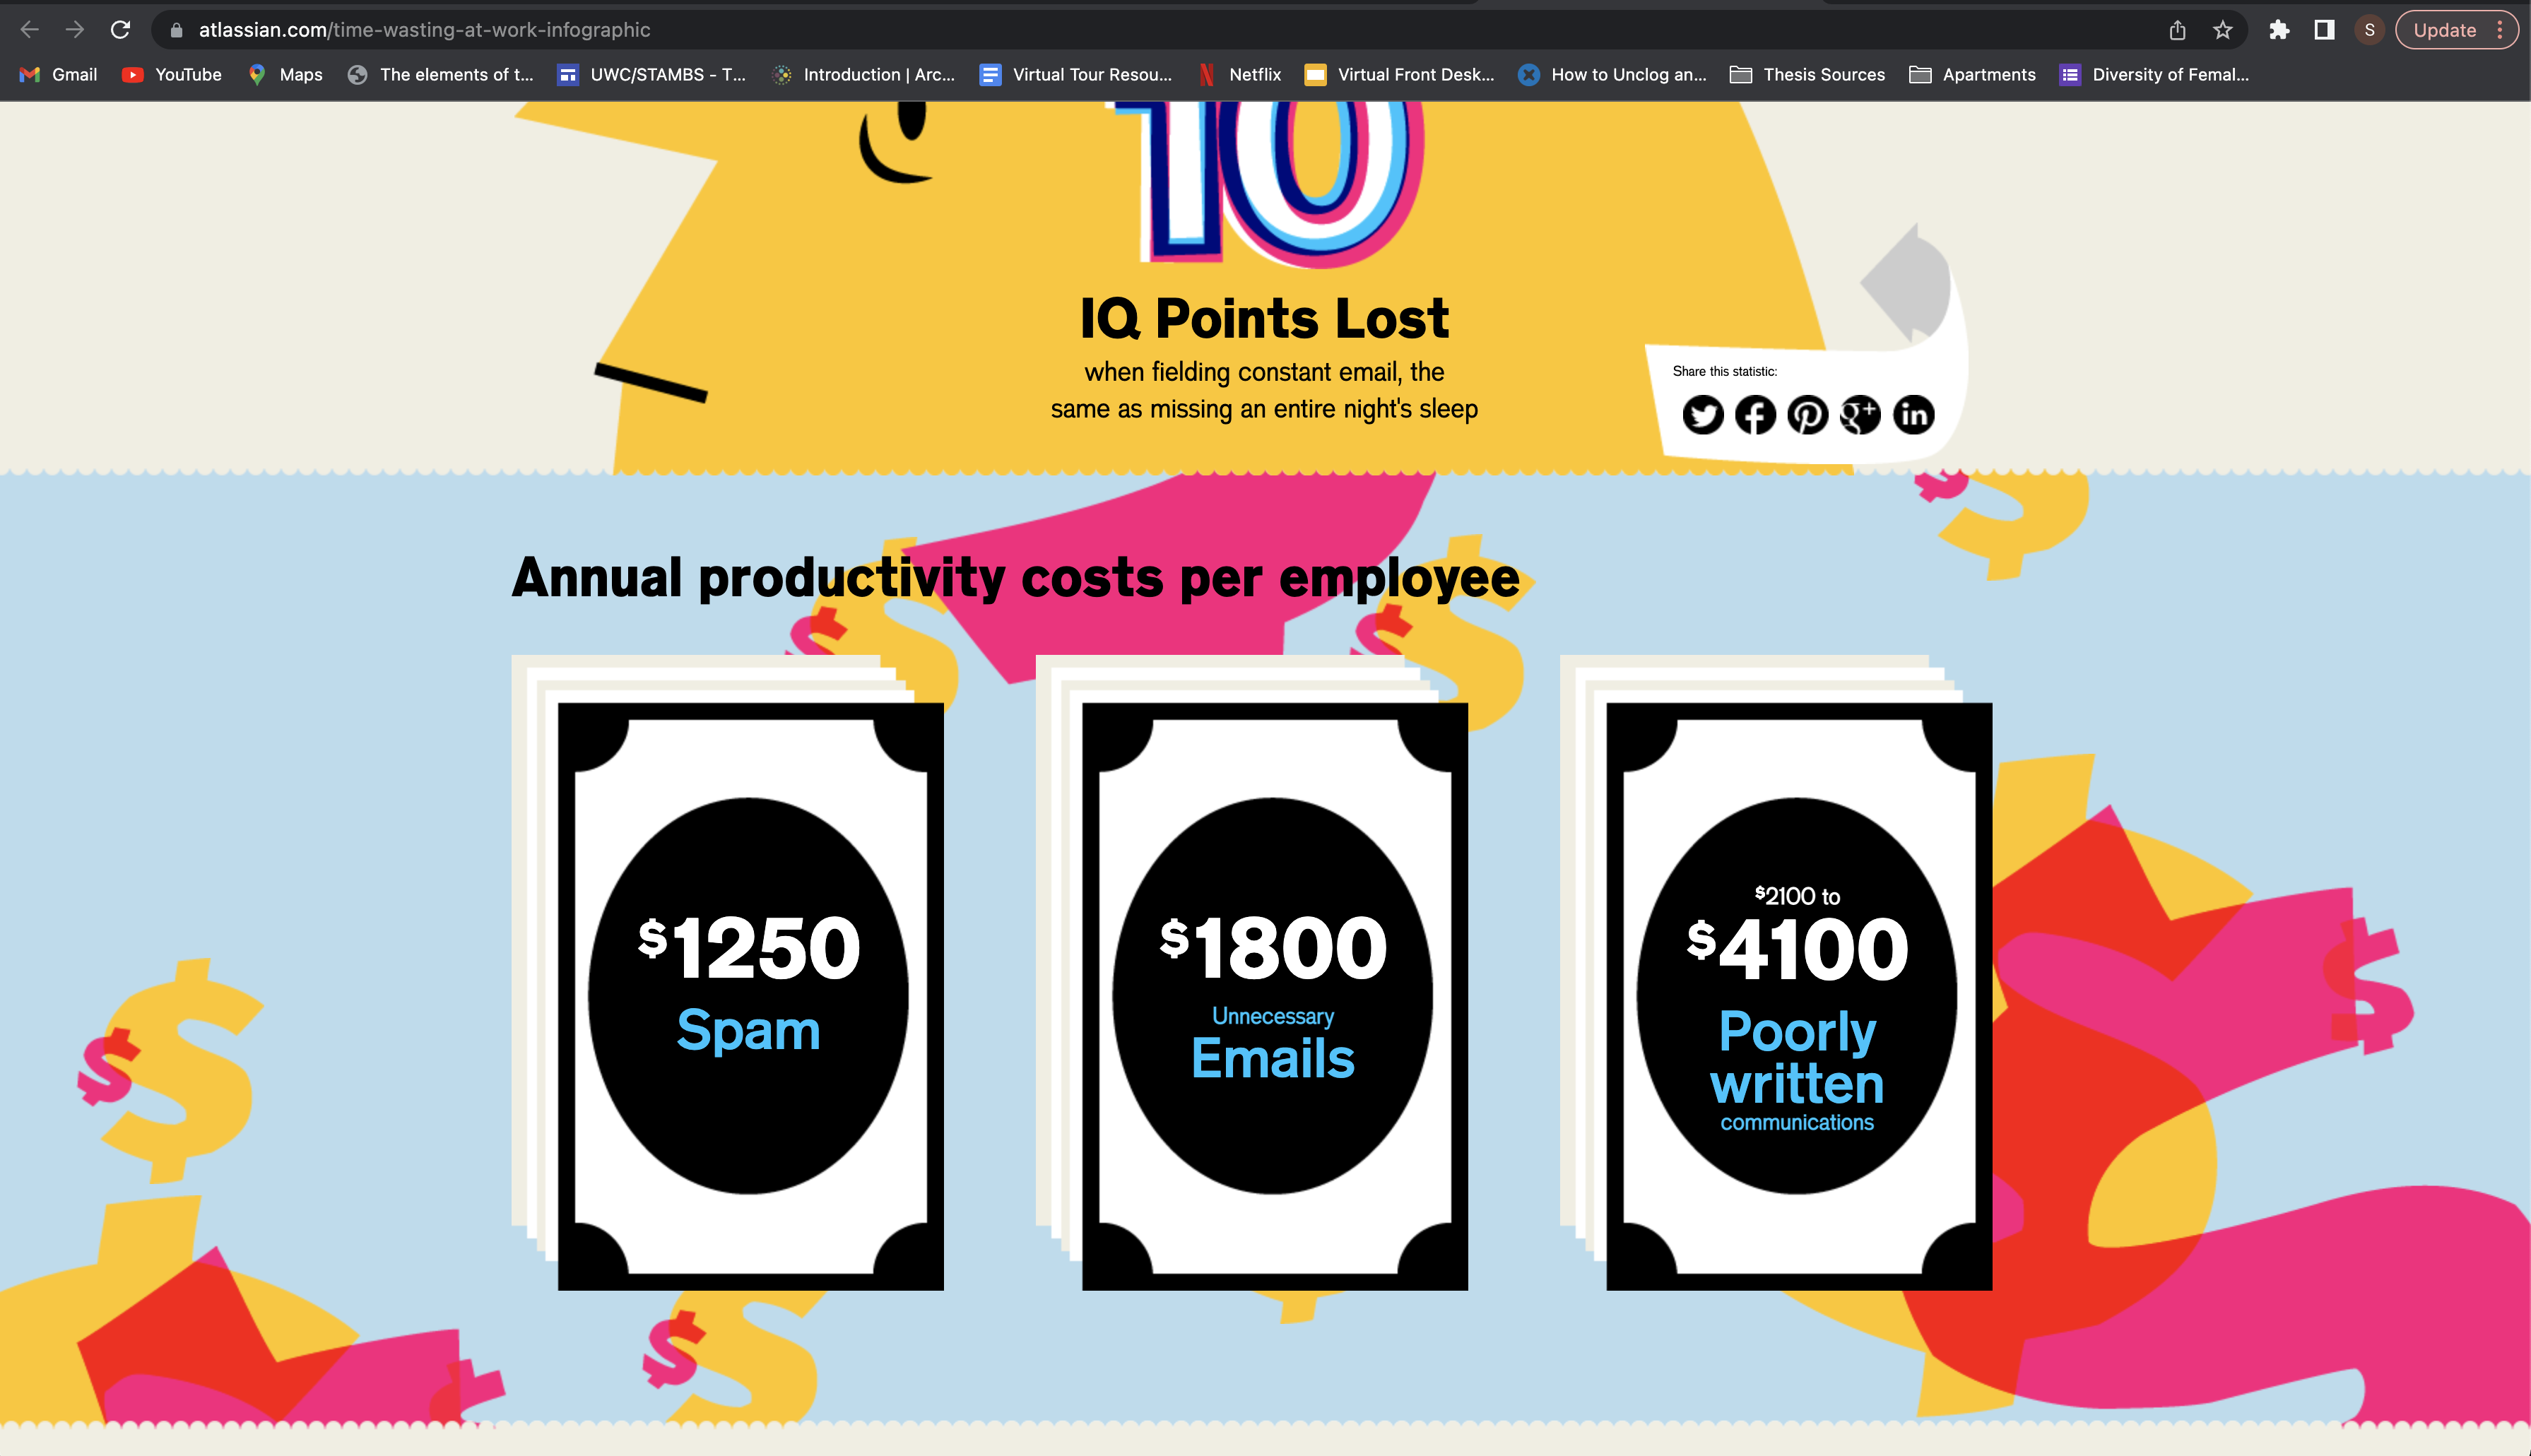 atlassian.com/time-wasting-at-work-infographic
S
Update
Gmail
YouTube
Maps
The elements of t...
UWC/STAMBS - T...
Introduction | Arc...
Virtual Tour Resou...
Netflix
Virtual Front Desk...
How to Unclog an...
Thesis Sources
Apartments
Diversity of Femal...
10
IQ Points Lost
when fielding constant email, the
same as missing an entire night's sleep
Share this statistic:
Annual productivity costs per employee
$1250
Spam
$1800
Unnecessary
Emails
$2100 to
$4100
Poorly
written
communications